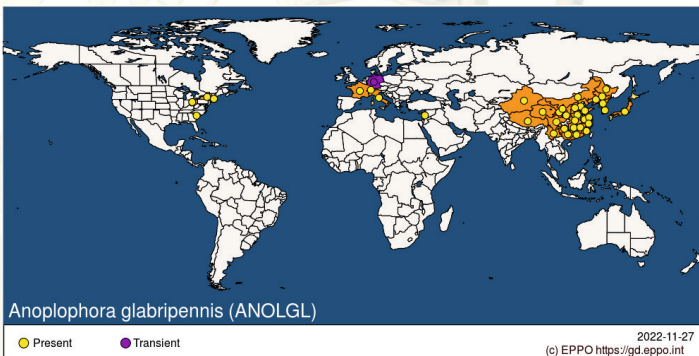 Anoplophora glabripennis (ANOLGL)
Present
Transient
2022-11-27
(c) EPPO https://gd.eppo.int